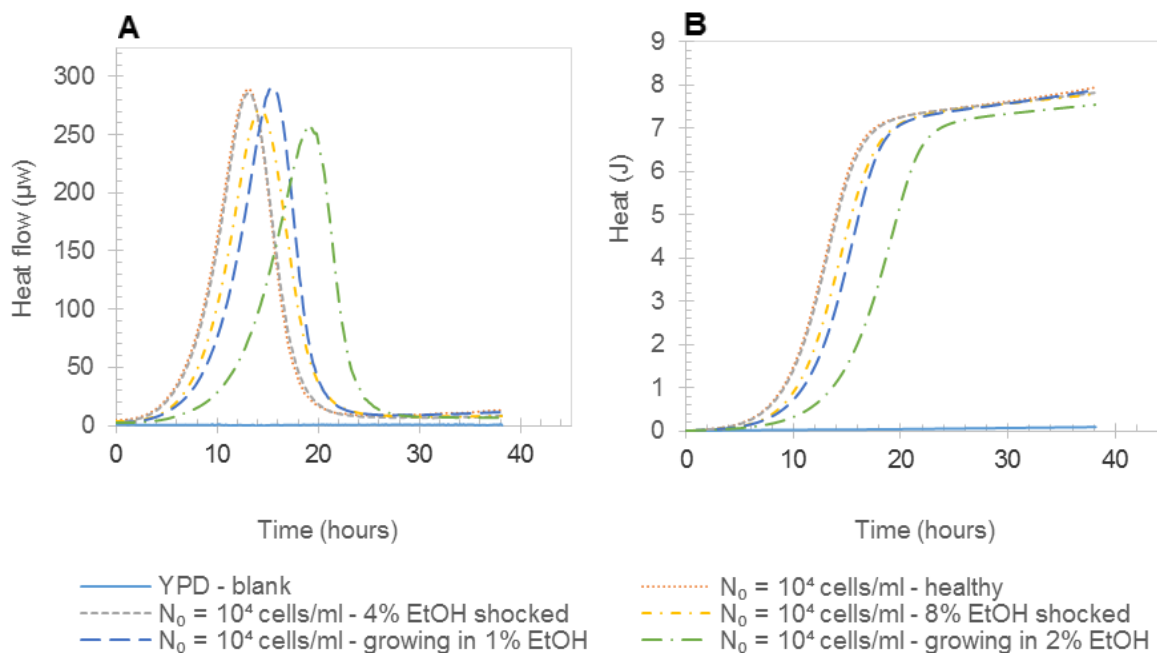 A
Heat flow (µw)
300
250
200
150
100
50
0
0 20 40
Time (hours)
B
Heat (J)
9
8
7
6
5
4
3
2
1
0
0 10 20 30 40
Time (hours)
YPD - blank
N₀ = 10⁴ cells/ml - healthy
N₀ = 10⁴ cells/ml - 4% EtOH shocked
N₀ = 10⁴ cells/ml - 8% EtOH shocked
N₀ = 10⁴ cells/ml - growing in 1% EtOH
N₀ = 10⁴ cells/ml - growing in 2% EtOH